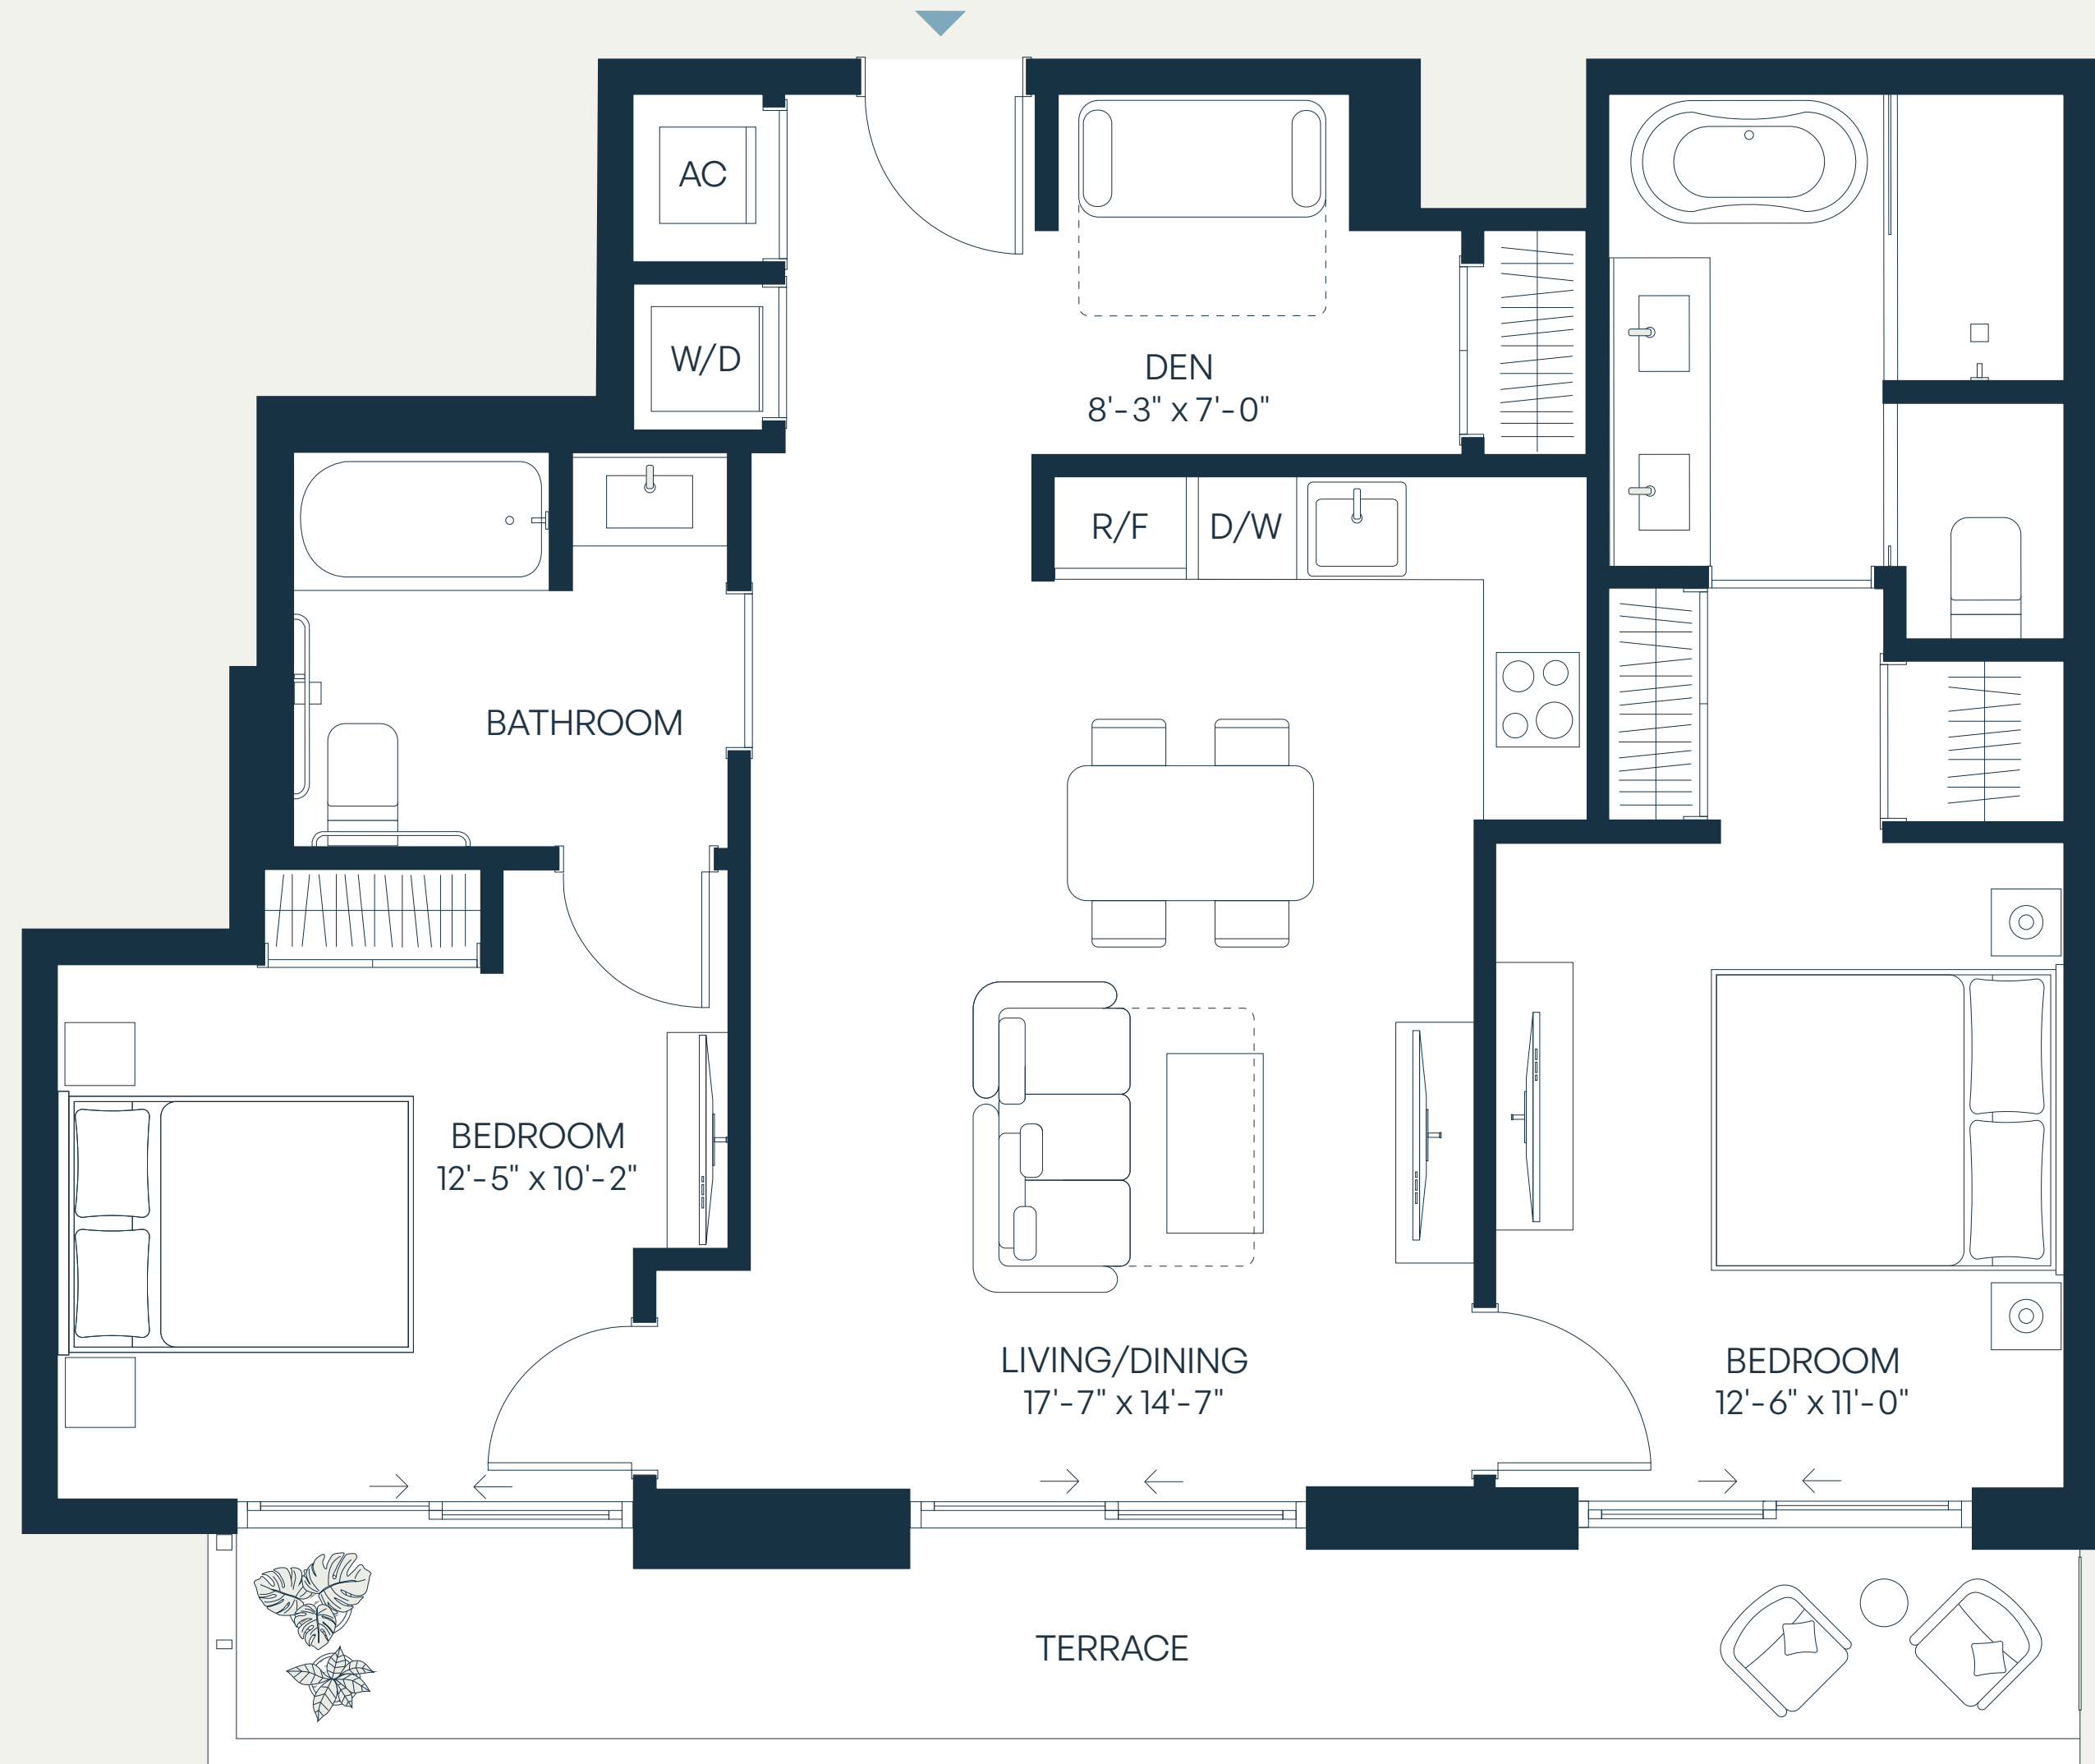 AC
W/D
DEN
8'-3" x 7'-0"
R/F
D/W
BATHROOM
BEDROOM
12'-5" x 10'-2"
LIVING/DINING
17'-7" x 14'-7"
BEDROOM
12'-6" x 11'-0"
TERRACE